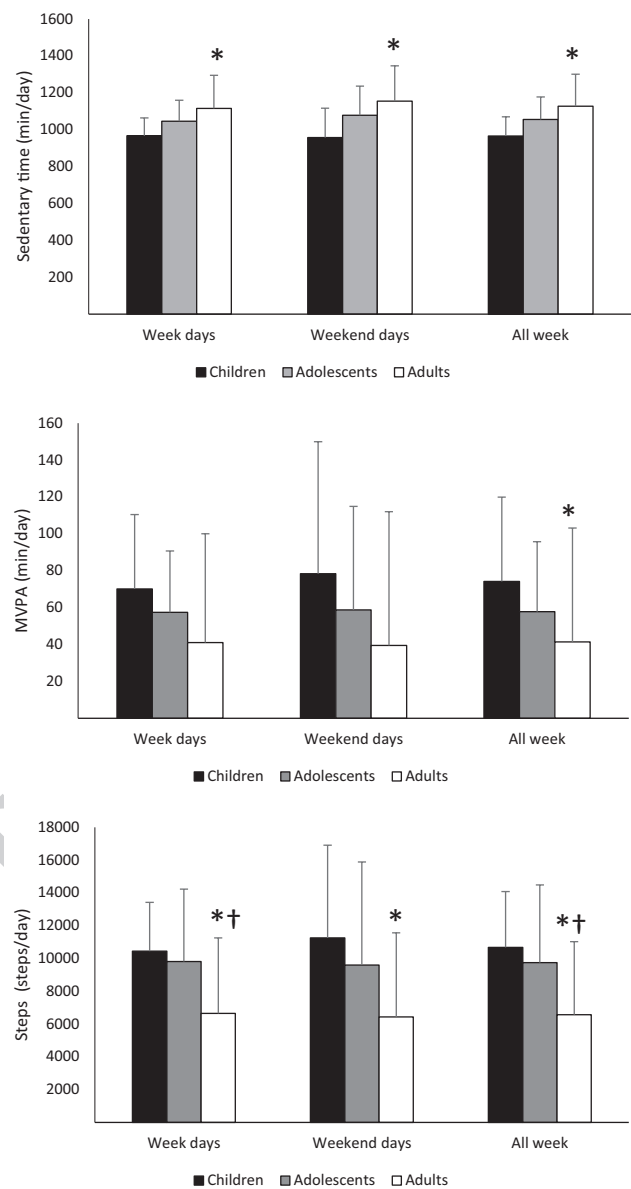 1600
1400
1200
1000
800
600
400
200
Sedentary time (min/day)
* * *
Week days Weekend days All week
Children Adolescents Adults
160
140
120
100
80
60
40
20
MVPA (min/day)
*
Week days Weekend days All week
Children Adolescents Adults
18000
16000
14000
12000
10000
8000
6000
4000
2000
Steps (steps/day)
*† * *†
Week days Weekend days All week
Children Adolescents Adults